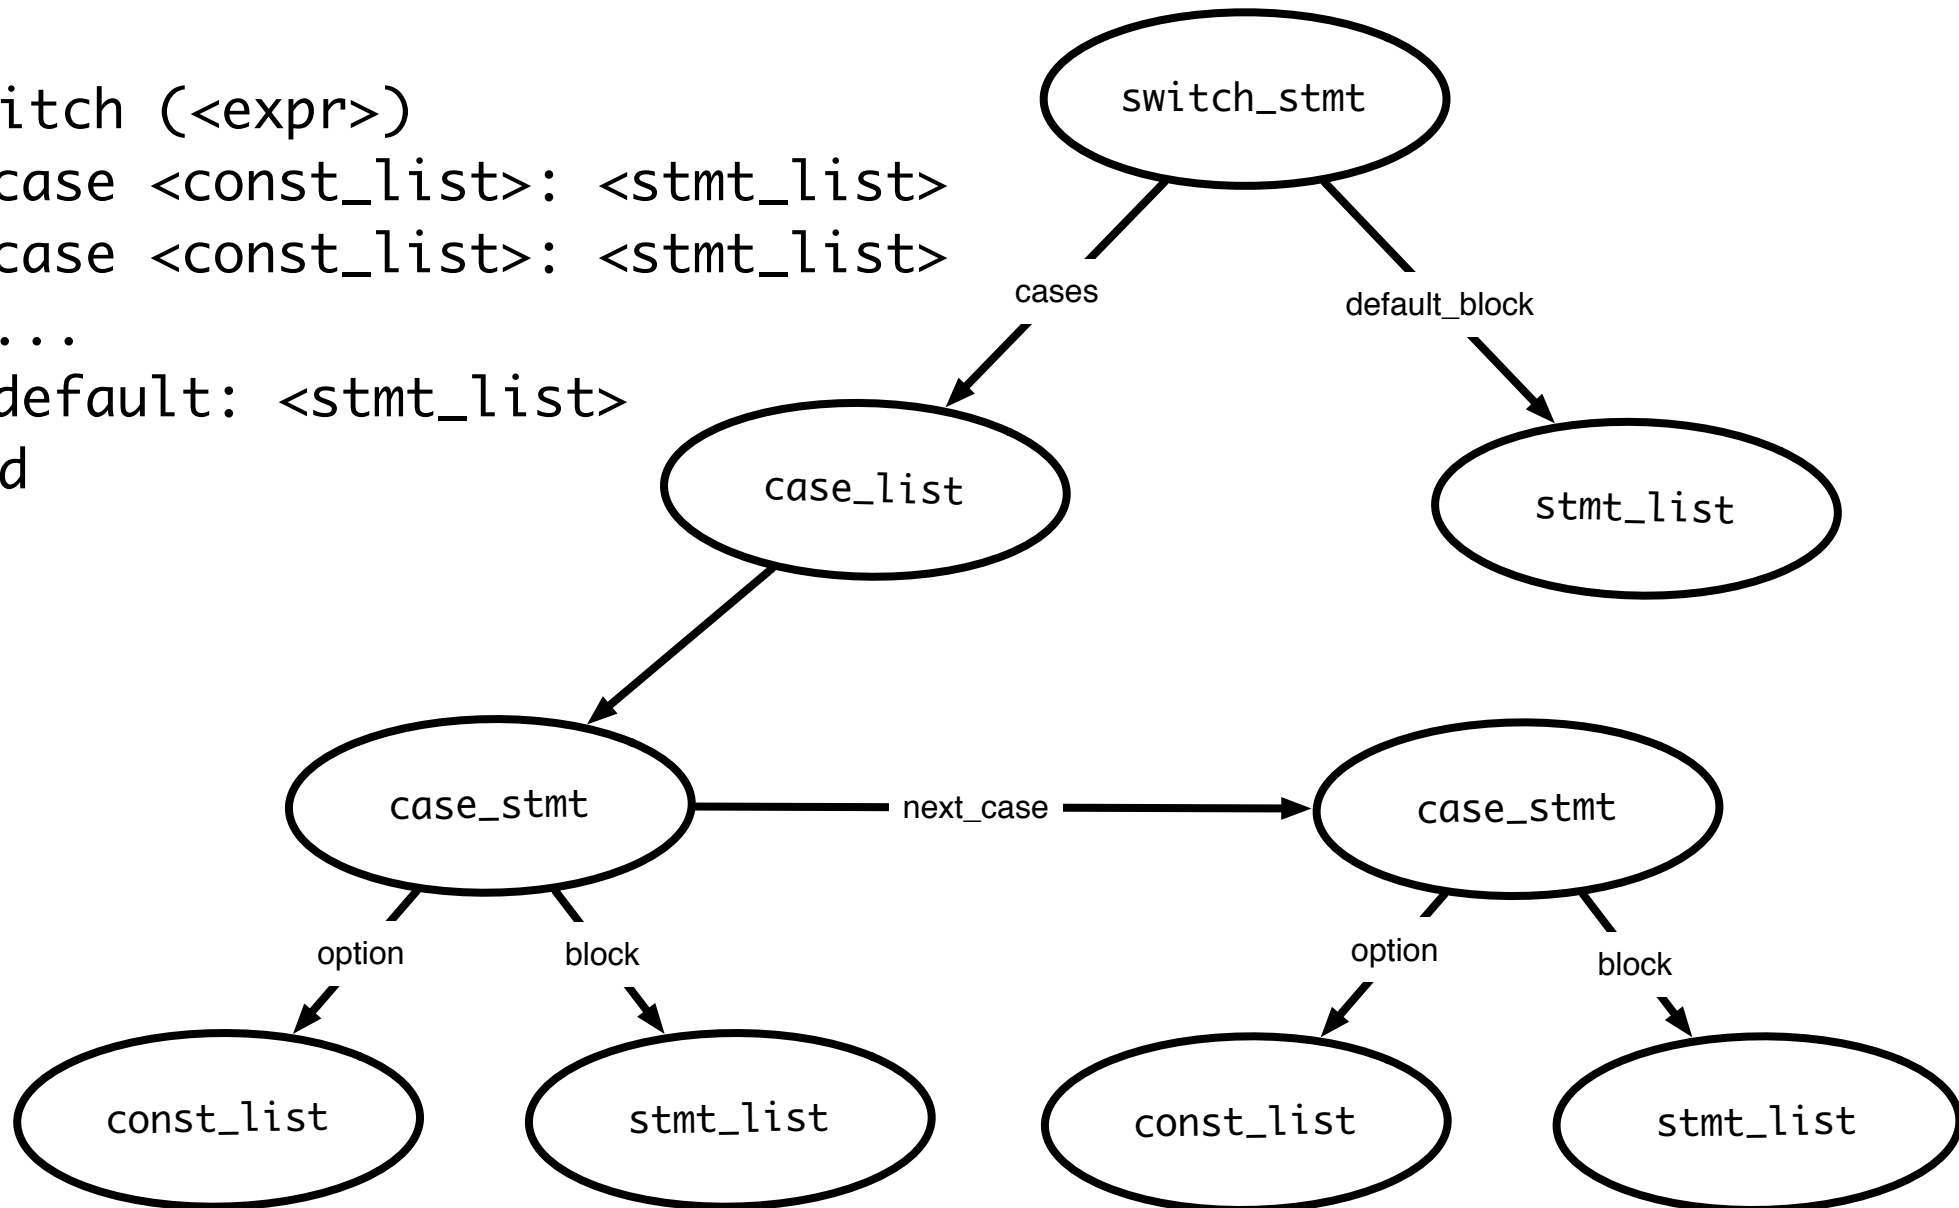 itch (<expr>)
case <const_list>: <stmt_list>
case <const_list>: <stmt_list>
...
default: <stmt_list>
d
switch_stmt
cases
default_block
case_list
stmt_list
case_stmt
next_case
case_stmt
option
block
option
block
const_list
stmt_list
const_list
stmt_list